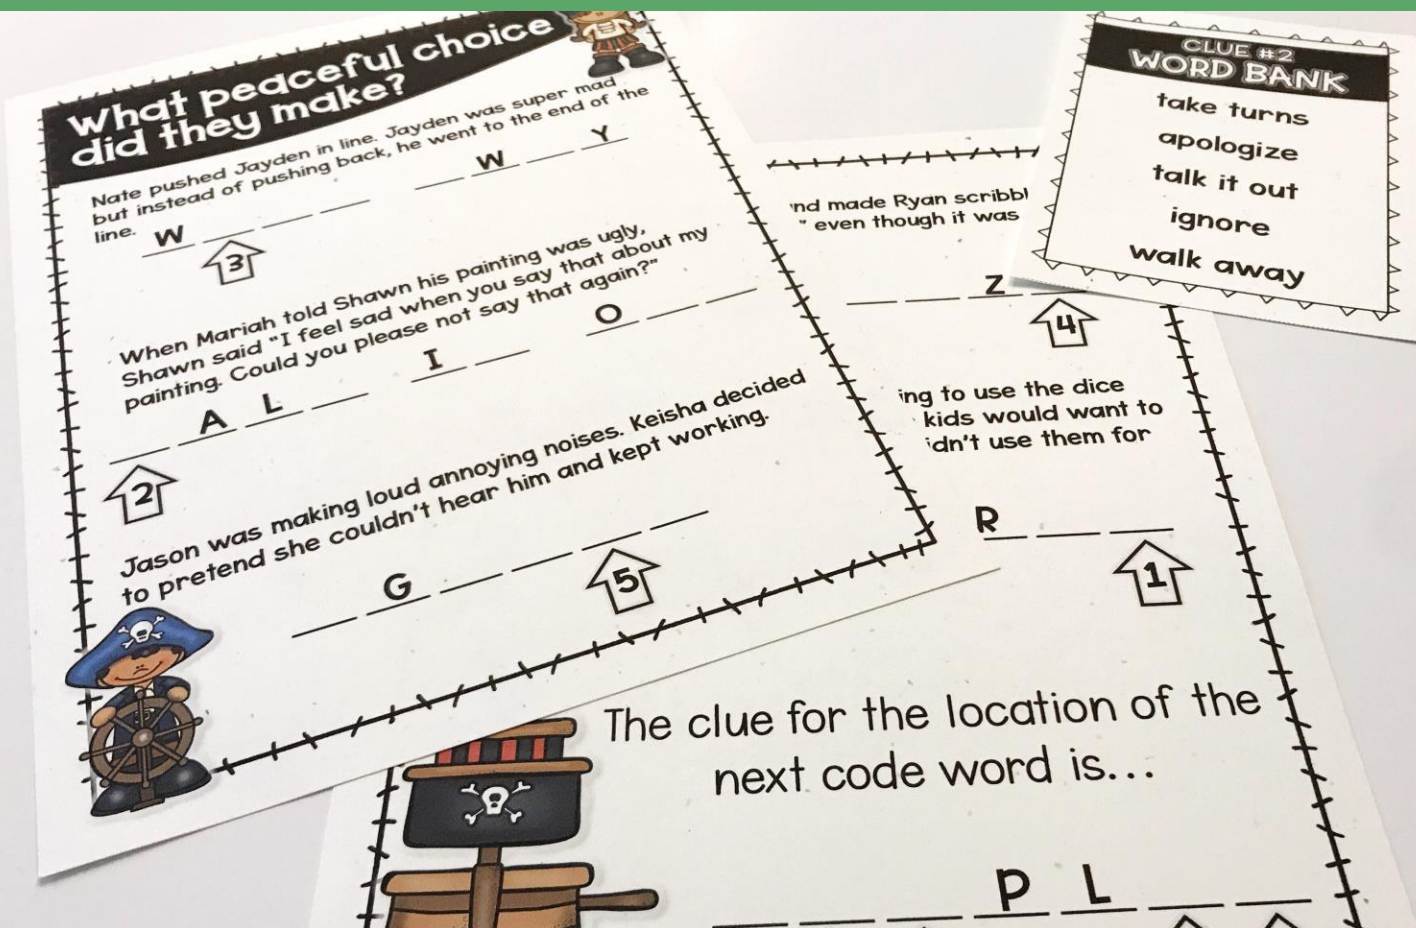 What peaceful choice
did they make?
Nate pushed Jayden in line. Jayden was super mad
but instead of pushing back, he went to the end of the
line.
W W Y
3
When Mariah told Shawn his painting was ugly,
Shawn said "I feel sad when you say that about my
painting. Could you please not say that again?"
A L I O
2
Jason was making loud annoying noises. Keisha decided
to pretend she couldn't hear him and kept working.
G
5
CLUE #2
WORD BANK
take turns
apologize
talk it out
ignore
walk away
made Ryan
" even though it was
Z
4
to use the dice
kids would want to
use them for
R
1
The clue for the location of the
next code word is...
P L